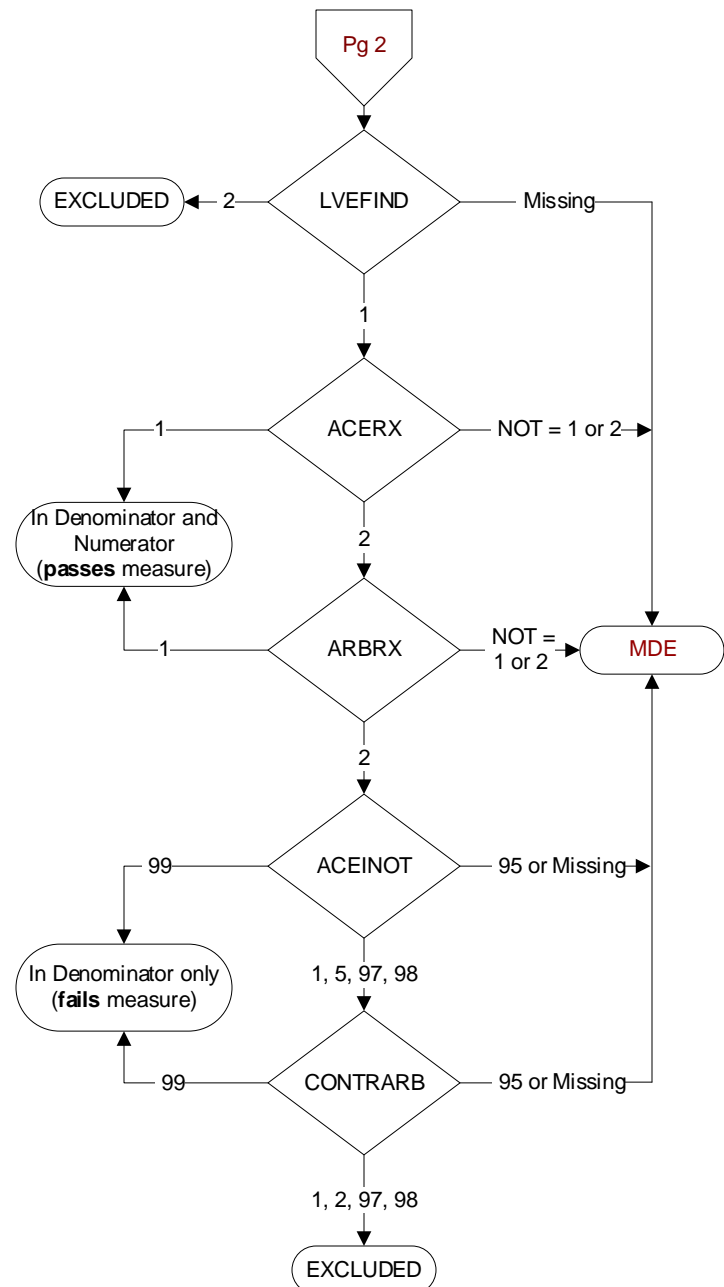 Pg 2
EXCLUDED
2
LVEFIND
Missing
1
1
ACERX
NOT = 1 or 2
In Denominator and
Numerator
(passes measure)
2
1
ARBRX
NOT =
1 or 2
MDE
2
99
ACEINOT
95 or Missing
In Denominator only
(fails measure)
1, 5, 97, 98
99
CONTRARB
95 or Missing
1, 2, 97, 98
EXCLUDED